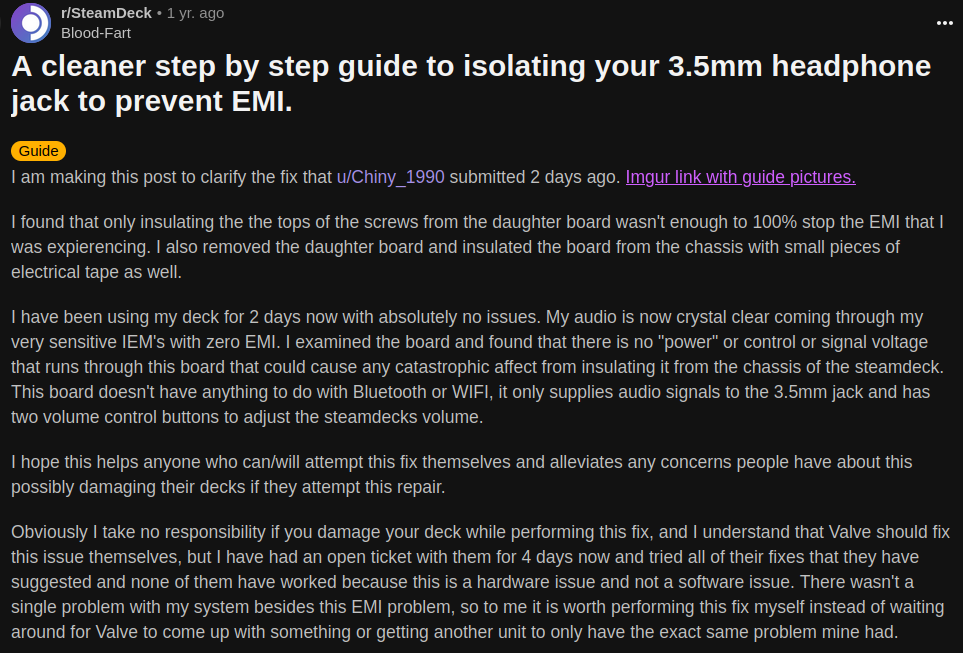 r/SteamDeck • 1 yr. ago
Blood-Fart
A cleaner step by step guide to isolating your 3.5mm headphone
jack to prevent EMI.
Guide
I am making this post to clarify the fix that u/Chiny_1990 submitted 2 days ago. Imgur link with guide pictures.
I found that only insulating the the tops of the screws from the daughter board wasn't enough to 100% stop the EMI that I
was expierencing. I also removed the daughter board and insulated the board from the chassis with small pieces of
electrical tape as well.
I have been using my deck for 2 days now with absolutely no issues. My audio is now crystal clear coming through my
very sensitive IEM's with zero EMI. I examined the board and found that there is no "power" or control or signal voltage
that runs through this board that could cause any catastrophic affect from insulating it from the chassis of the steamdeck.
This board doesn't have anything to do with Bluetooth or WIFI, it only supplies audio signals to the 3.5mm jack and has
two volume control buttons to adjust the steamdecks volume.
I hope this helps anyone who can/will attempt this fix themselves and alleviates any concerns people have about this
possibly damaging their decks if they attempt this repair.
Obviously I take no responsibility if you damage your deck while performing this fix, and I understand that Valve should fix
this issue themselves, but I have had an open ticket with them for 4 days now and tried all of their fixes that they have
suggested and none of them have worked because this is a hardware issue and not a software issue. There wasn't a
single problem with my system besides this EMI problem, so to me it is worth performing this fix myself instead of waiting
around for Valve to come up with something or getting another unit to only have the exact same problem mine had.